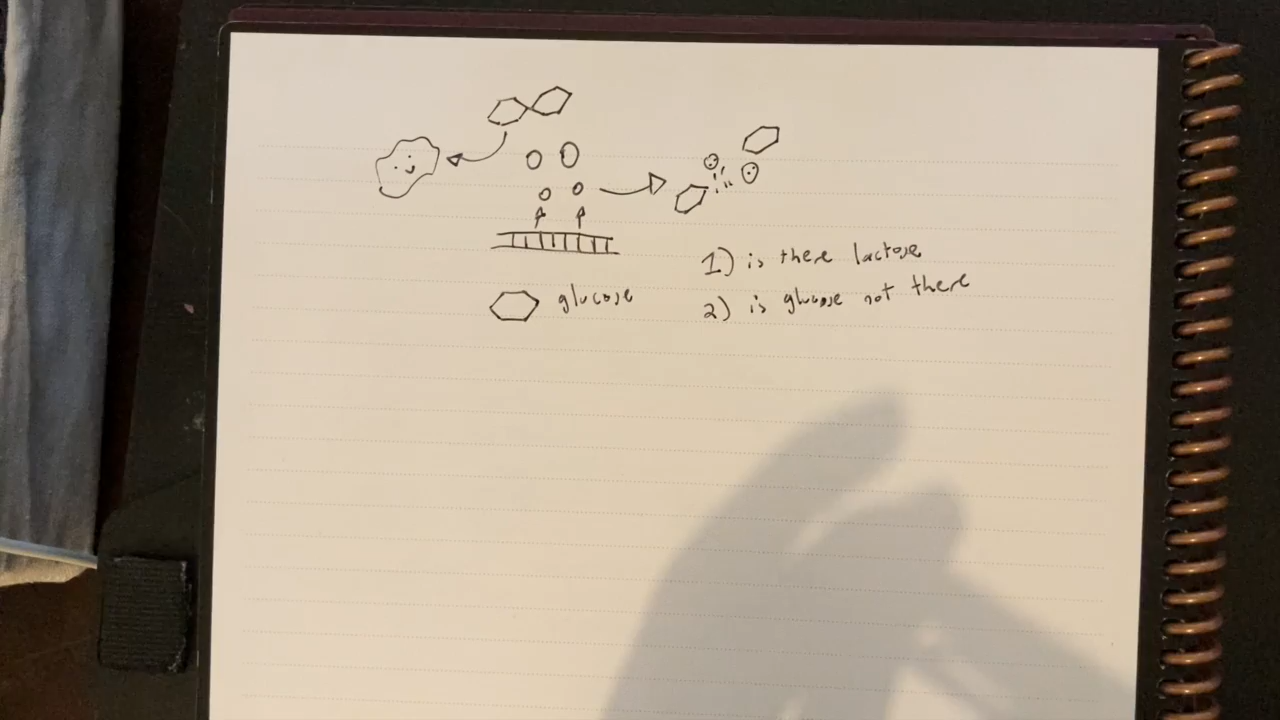 glucose
1) is there lactose
2) is glucose not there